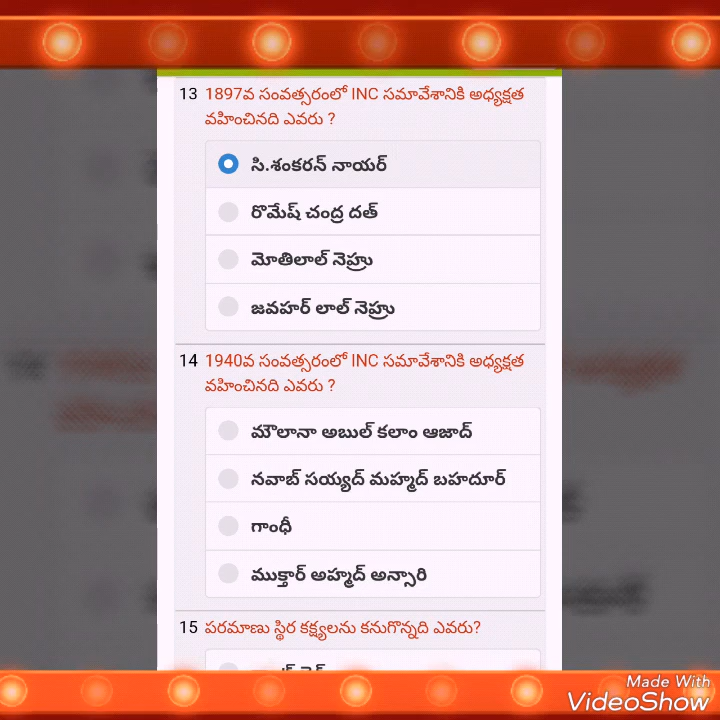 13 1897వ సంవత్సరంలో INC సమావేశానికి అధ్యక్షత
వహించినది ఎవరు ?
సి.శంకరన్ నాయర్
రొమేష్ చంద్ర దత్
మోతిలాల్ నెహ్రు
జవహర్ లాల్ నెహ్రు
14 1940వ సంవత్సరంలో INC సమావేశానికి అధ్యక్షత
వహించినది ఎవరు ?
మౌలానా అబుల్ కలాం ఆజాద్
నవాబ్ సయ్యద్ మహ్మద్ బహదూర్
గాంధీ
ముక్తార్ అహ్మద్ అన్సారి
15 పరమాణు స్థిర కక్ష్యలను కనుగొన్నది ఎవరు?
Made With
VideoShow